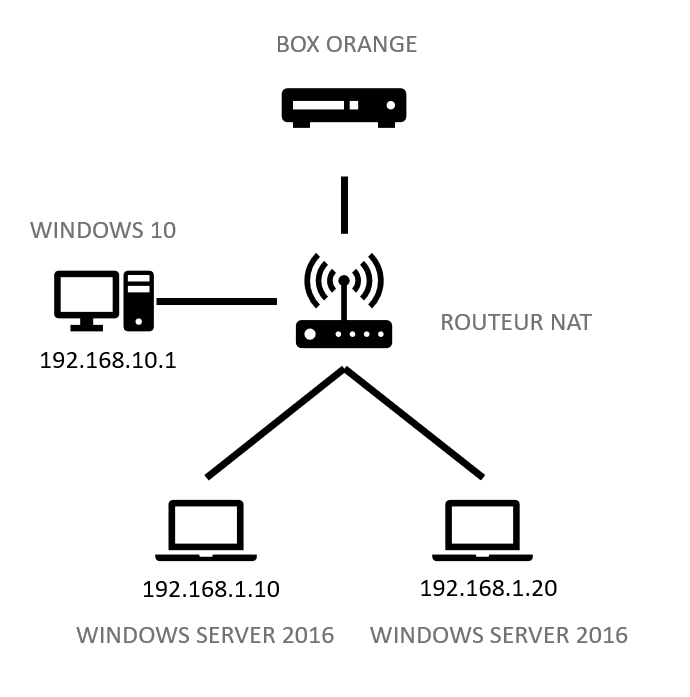 BOX ORANGE
WINDOWS 10
192.168.10.1
ROUTEUR NAT
192.168.1.10
192.168.1.20
WINDOWS SERVER 2016
WINDOWS SERVER 2016